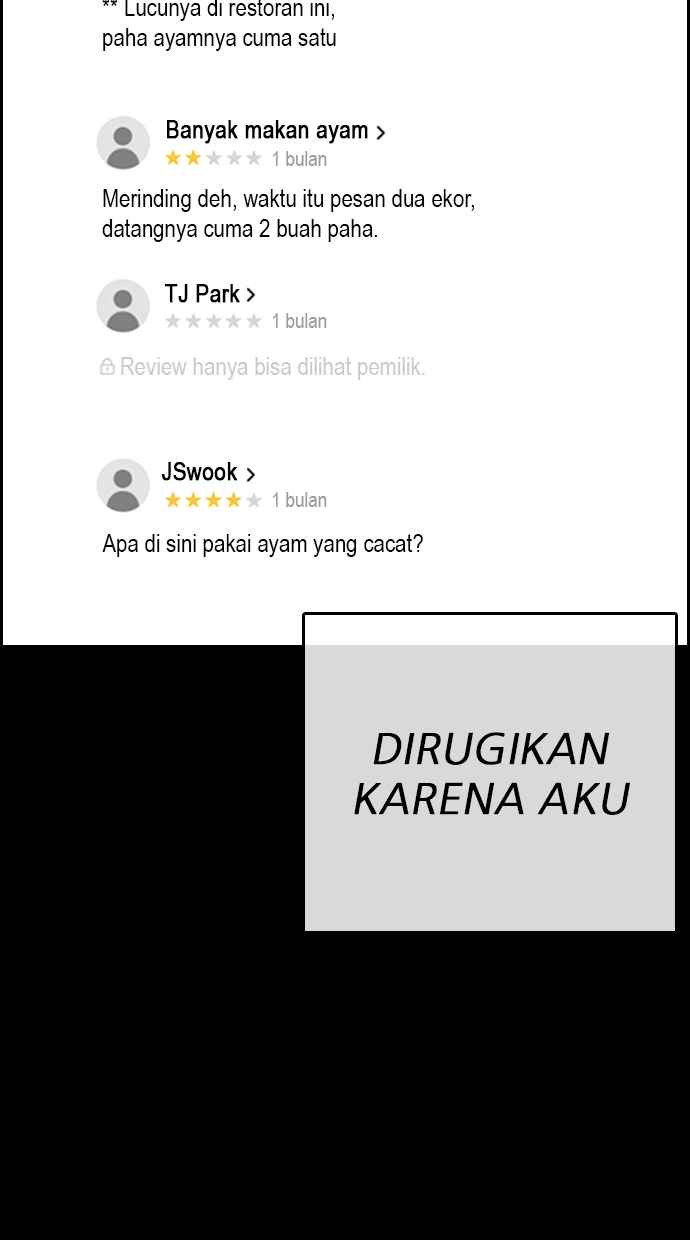 ** Lucunya di restoran ini,
paha ayamnya cuma satu
Banyak makan ayam >
1 bulan
Merinding deh, waktu itu pesan dua ekor,
datangnya cuma 2 buah paha.
TJ Park >
1 bulan
Review hanya bisa dilihat pemilik.
JSwook >
1 bulan
Apa di sini pakai ayam yang cacat?
DIRUGIKAN
KARENA AKU